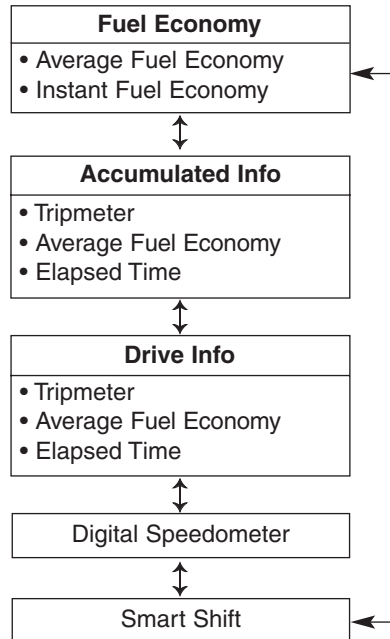 Fuel Economy
• Average Fuel Economy
• Instant Fuel Economy
Accumulated Info
• Tripmeter
• Average Fuel Economy
• Elapsed Time
Drive Info
• Tripmeter
• Average Fuel Economy
• Elapsed Time
Digital Speedometer
Smart Shift